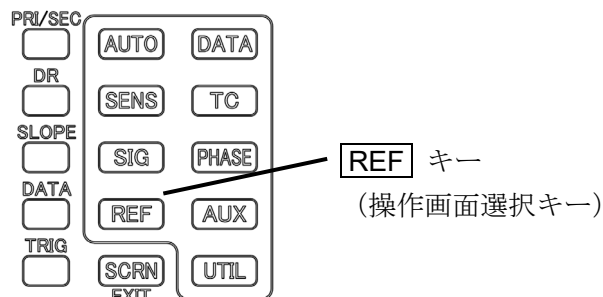 PRI/SEC
AUTO DATA
DR
SENS TC
SLOPE
SIG PHASE
REF キー
DATA
(操作画面選択キー)
REF AUX
TRIG
SCRN UTIL
EXIT